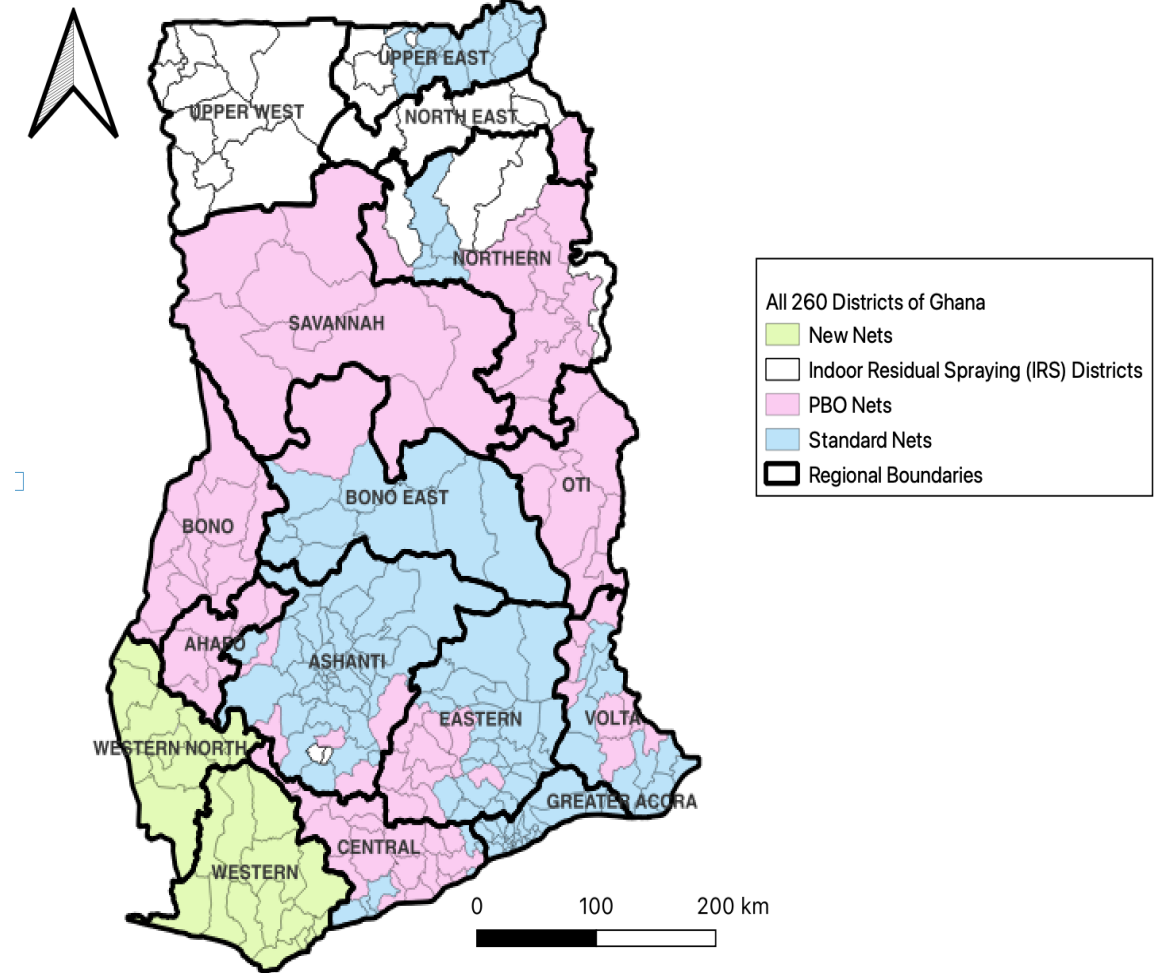 UPPER EAST
UPPER WEST
NORTH EAST
NORTHERN
SAVANNAH
All 260 Districts of Ghana
New Nets
Indoor Residual Spraying (IRS) Districts
PBO Nets
Standard Nets
Regional Boundaries
OTI
BONO EAST
BONO
AHAFO
ASHANTI
EASTERN
VOLTA
WESTERN NORTH
GREATER ACCRA
CENTRAL
WESTERN
0 100 200 km